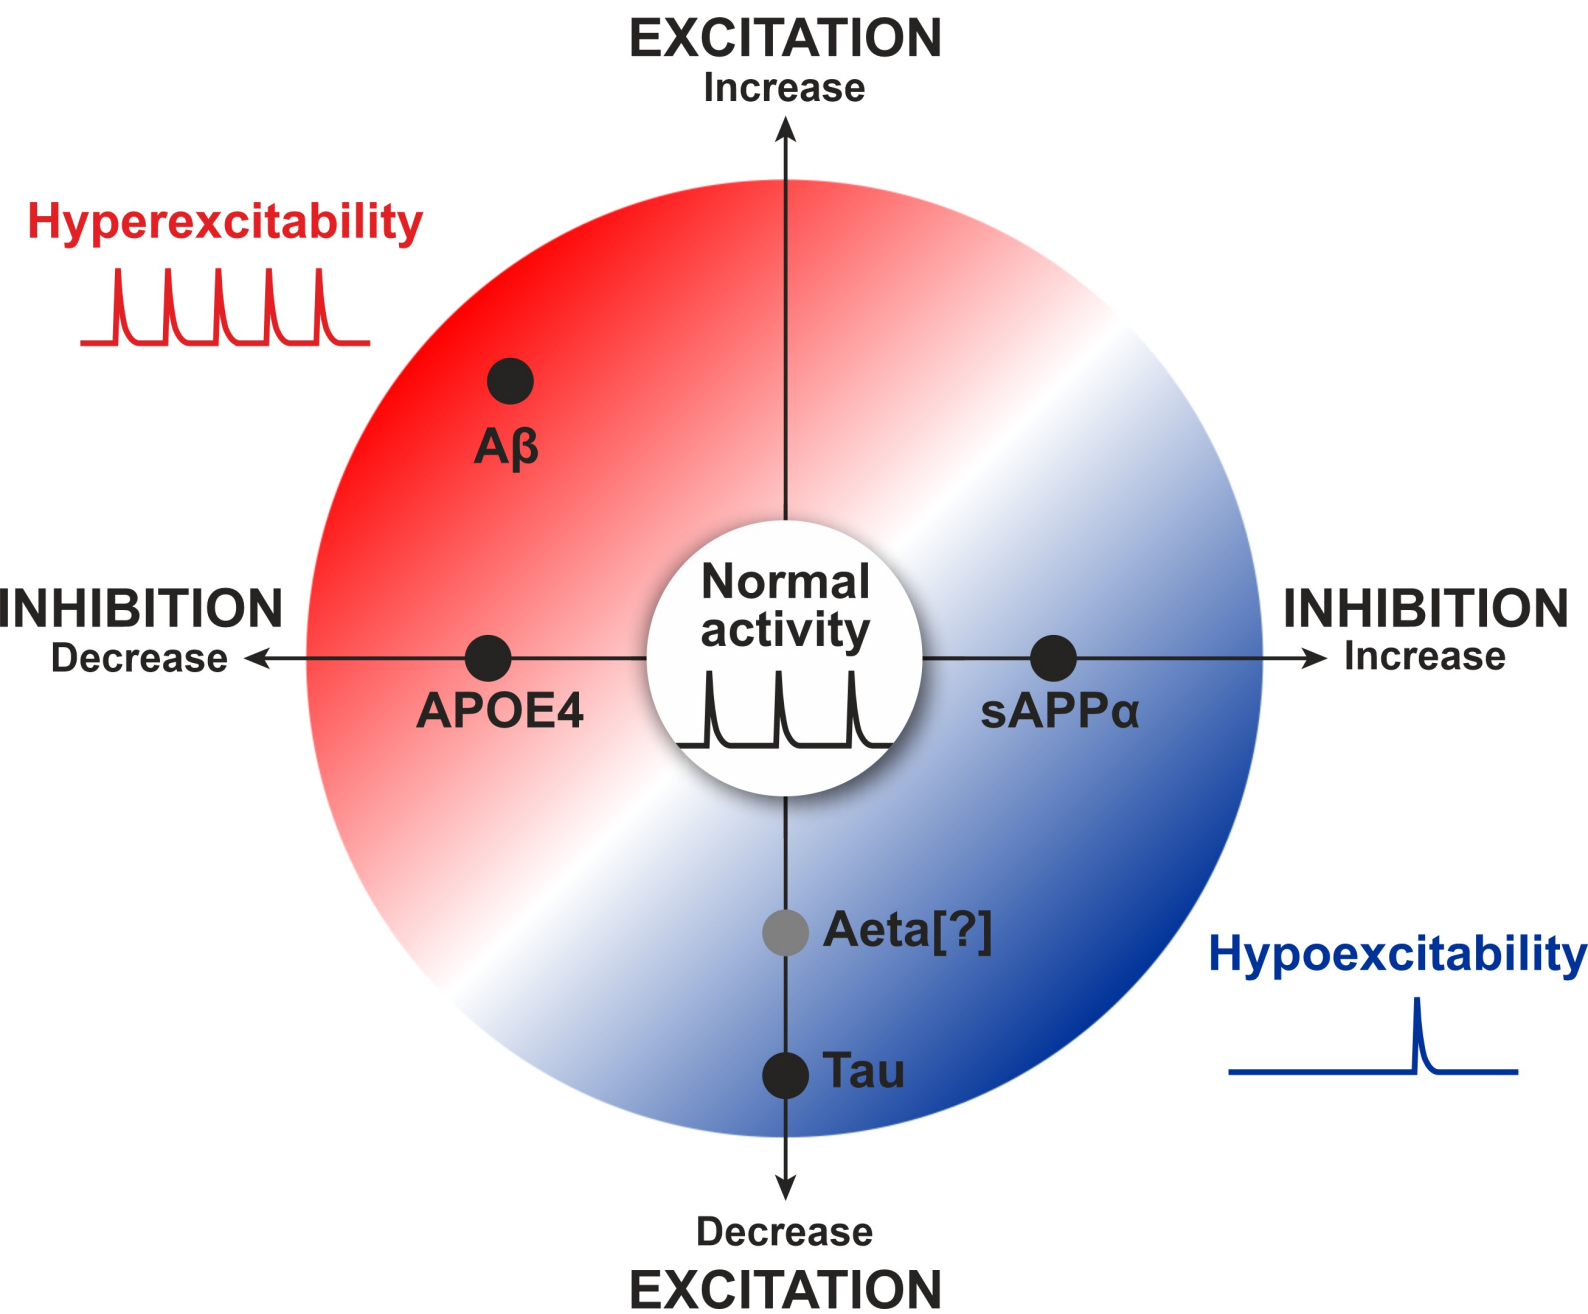 EXCITATION
Increase
Hyperexcitability
Aβ
Normal
activity
INHIBITION
Decrease
INHIBITION
Increase
APOE4
sAPPα
Aeta[?]
Hypoexcitability
Tau
Decrease
EXCITATION